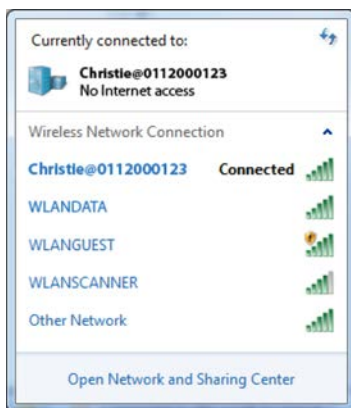 Currently connected to:
Christie@0112000123
No Internet access
Wireless Network Connection
Christie@0112000123 Connected
WLANDATA
WLANGUEST
WLANSCANNER
Other Network
Open Network and Sharing Center